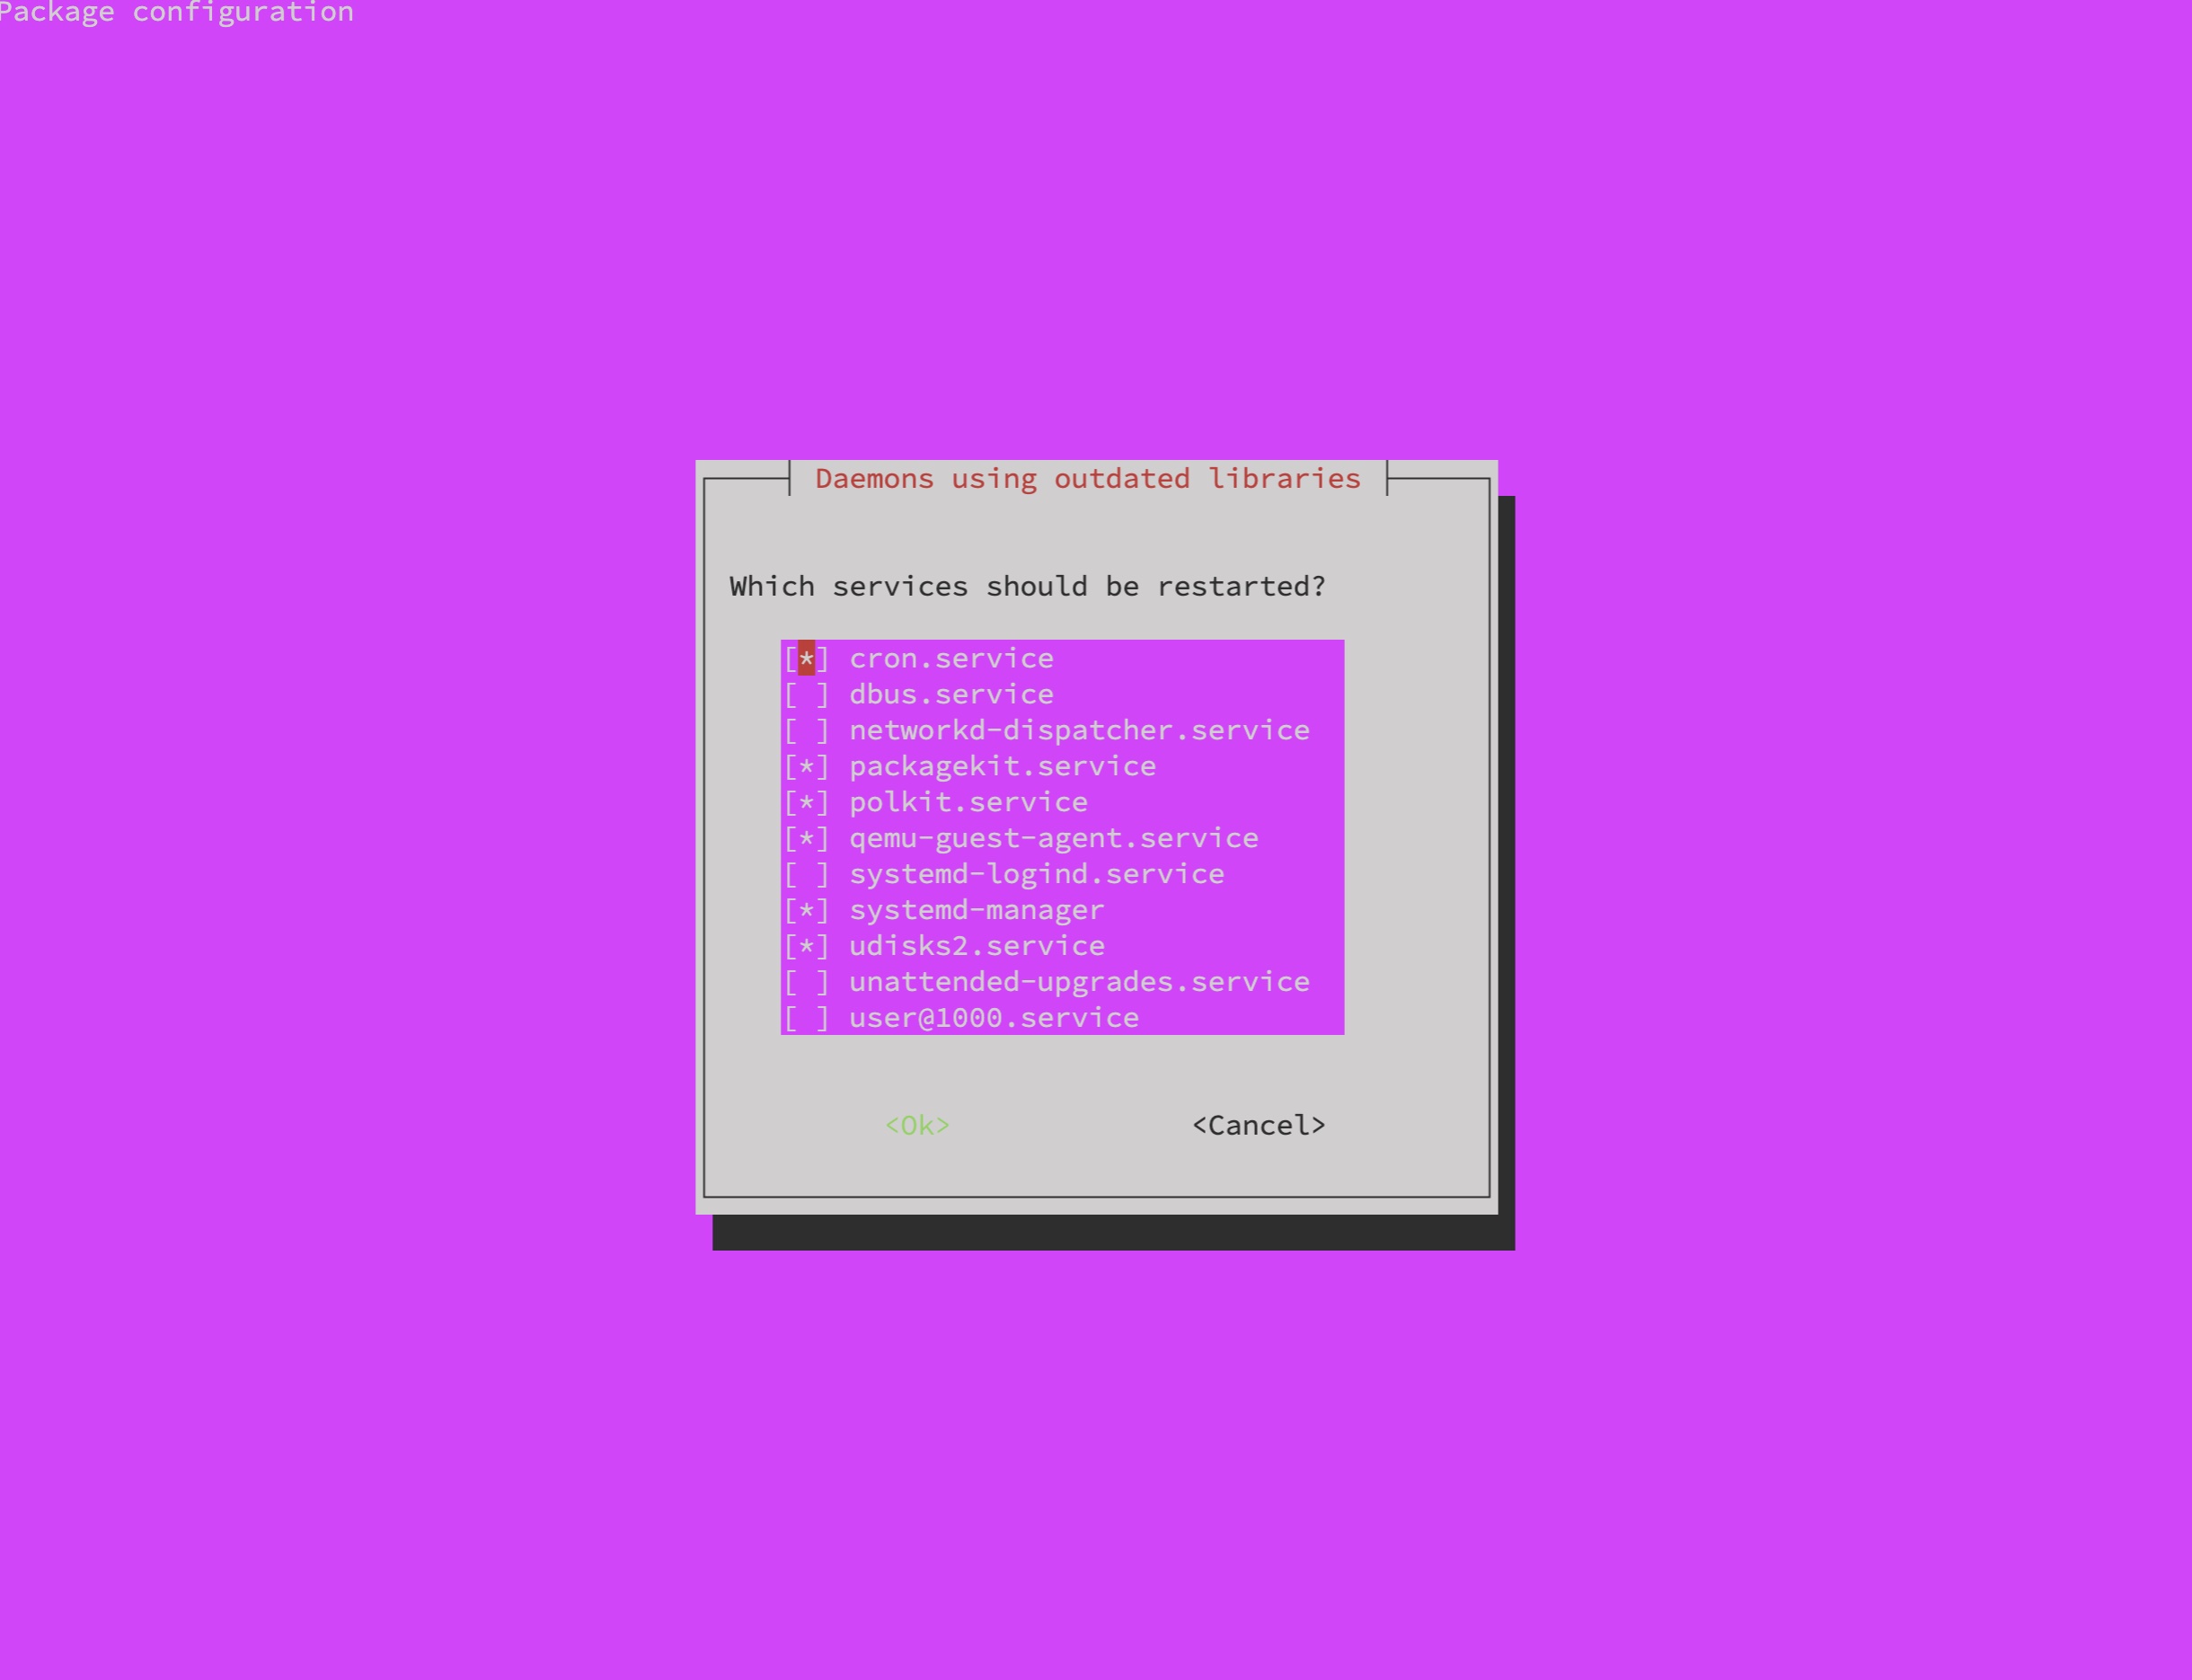 Package configuration
Daemons using outdated libraries
Which services should be restarted?
[*] cron.service
[ ] dbus.service
[ ] networkd-dispatcher.service
[*] packagekit.service
[*] polkit.service
[*] qemu-guest-agent.service
[ ] systemd-logind.service
[*] systemd-manager
[*] udisks2.service
[ ] unattended-upgrades.service
[ ] user@1000.service
<Ok> <Cancel>